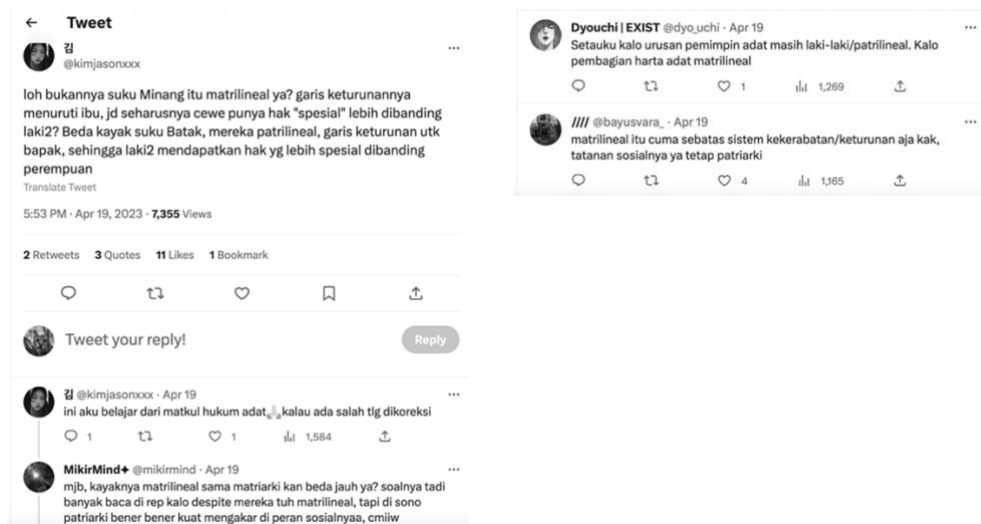 ← Tweet
김
@kimjasonxxx
loh bukannya suku Minang itu matrilineal ya? garis keturunannya
menuruti ibu, jd seharusnya cewe punya hak "spesial" lebih dibanding
laki2? Beda kayak suku Batak, mereka patrilineal, garis keturunan utk
bapak, sehingga laki2 mendapatkan hak yg lebih spesial dibanding
perempuan
Translate Tweet
5:53 PM · Apr 19, 2023 · 7,355 Views
2 Retweets 3 Quotes 11 Likes 1 Bookmark
Tweet your reply! Reply
김 @kimjasonxxx · Apr 19
ini aku belajar dari matkul hukum adat🙏🏻kalau ada salah tlg dikoreksi
1 1 1,584
MikirMind✦ @mikirmind · Apr 19
mjb, kayaknya matrilineal sama matriarki kan beda jauh ya? soalnya tadi
banyak baca di rep kalo despite mereka tuh matrilineal, tapi di sono
patriarki bener bener kuat mengakar di peran sosialnyaa, cmiiw
Dyouchi | EXIST @dyo_uchi · Apr 19
Setauku kalo urusan pemimpin adat masih laki-laki/patrilineal. Kalo
pembagian harta adat matrilineal
1 1,269
//// @bayusvara_ · Apr 19
matrilineal itu cuma sebatas sistem kekerabatan/keturunan aja kak,
tatanan sosialnya ya tetap patriarki
4 1,165